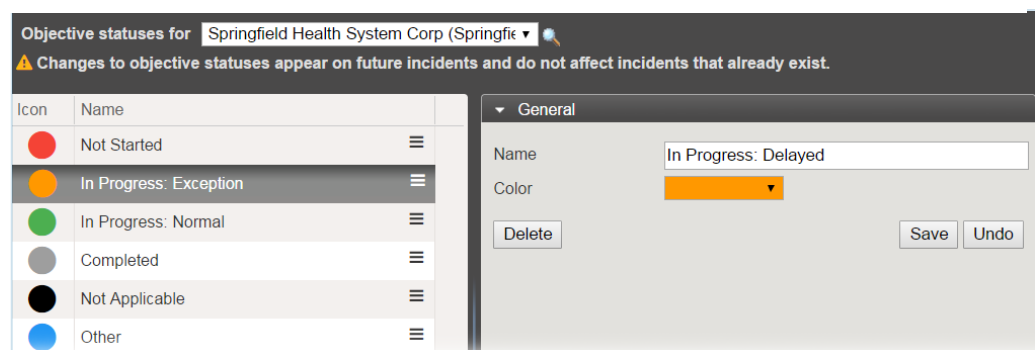 Objective statuses for Springfield Health System Corp (Springfie
Changes to objective statuses appear on future incidents and do not affect incidents that already exist.
Icon Name
Not Started
In Progress: Exception
In Progress: Normal
Completed
Not Applicable
Other
General
Name In Progress: Delayed
Color
Delete Save Undo